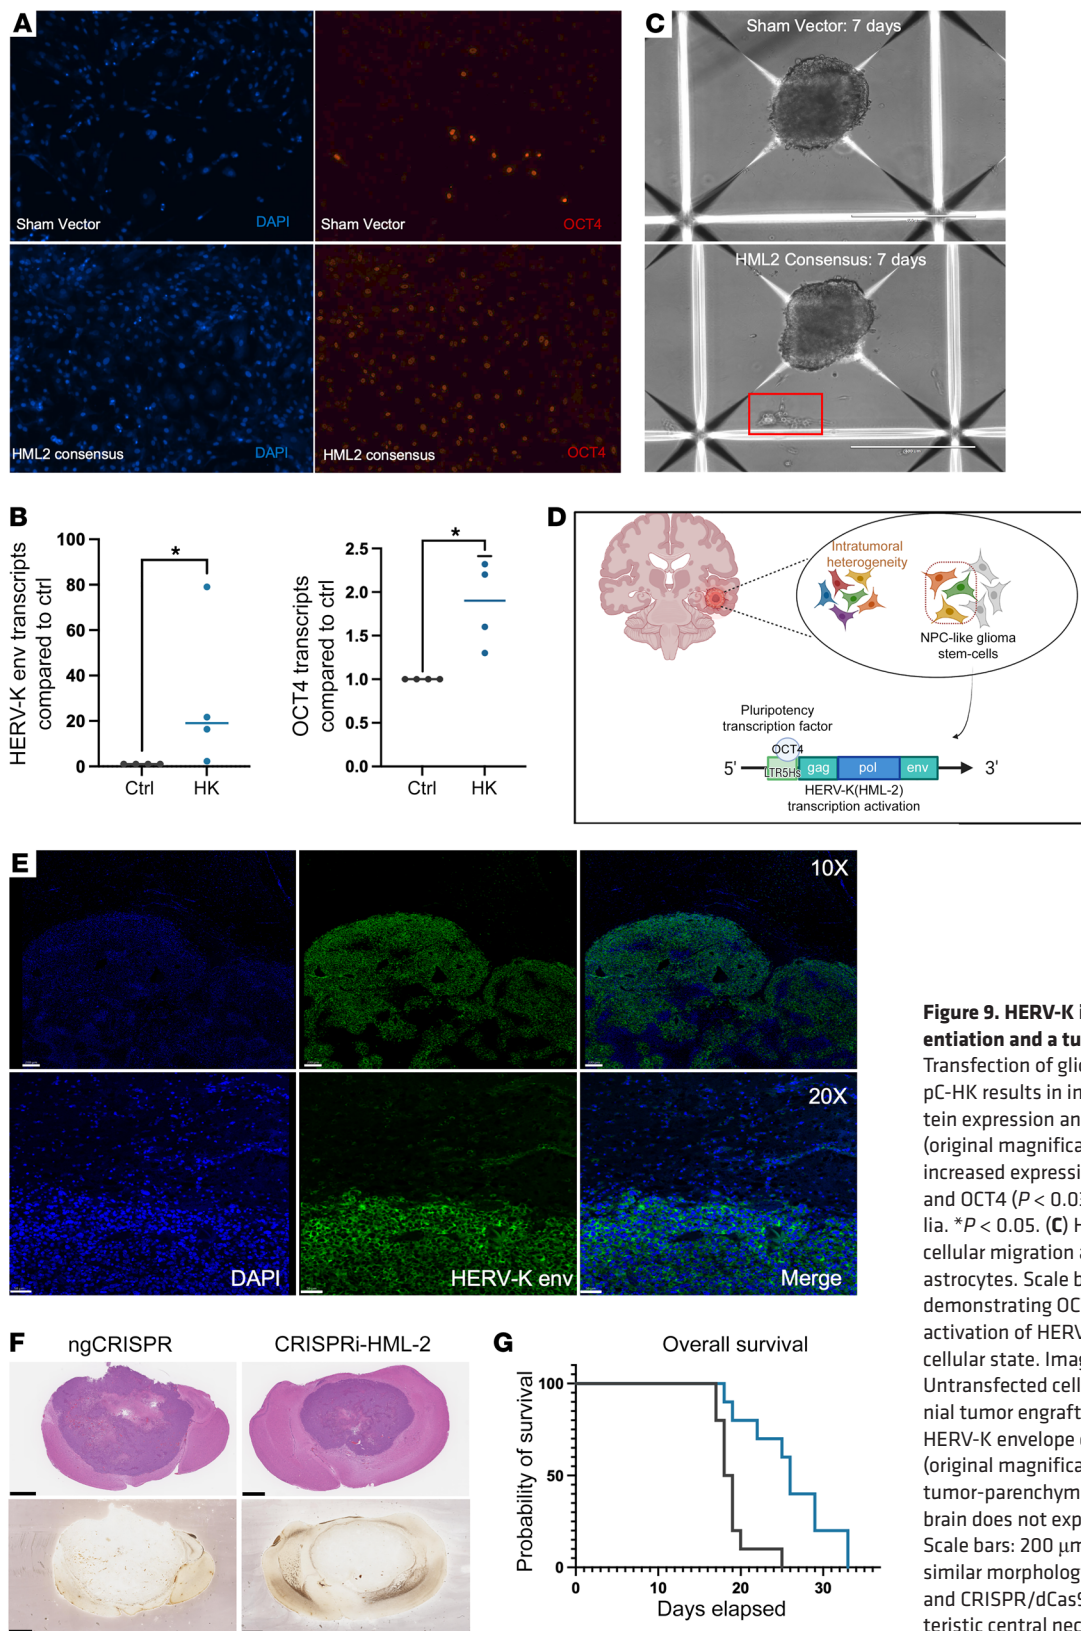 A
Sham Vector
DAPI
Sham Vector
OCT4
HML2 consensus
DAPI
HML2 consensus
OCT4
C
Sham Vector: 7 days
HML2 Consensus: 7 days
B
HERV-K env transcripts
compared to ctrl
100
80
60
40
20
0
*
Ctrl
HK
OCT4 transcripts
compared to ctrl
2.5
2.0
1.5
1.0
0.5
0.0
*
Ctrl
HK
D
Intratumoral
heterogeneity
NPC-like glioma
stem-cells
Pluripotency
transcription factor
OCT4
5'
LTR5Hs
gag
pol
env
3'
HERV-K(HML-2)
transcription activation
E
10X
20X
DAPI
HERV-K env
Merge
F
ngCRISPR
CRISPRi-HML-2
G
Overall survival
Probability of survival
100
50
0
0
10
20
30
Days elapsed
Figure 9. HERV-K i
entiation and a tu
Transfection of glio
pC-HK results in in
tein expression an
(original magnifica
increased expressi
and OCT4 (P < 0.03
lia. *P < 0.05. (C) H
cellular migration a
astrocytes. Scale b
demonstrating OC
activation of HERV
cellular state. Imag
Untransfected cell
nial tumor engraft
HERV-K envelope e
(original magnifica
tumor-parenchym
brain does not exp
Scale bars: 200 μm
similar morpholog
and CRISPR/dCas9
teristic central nec